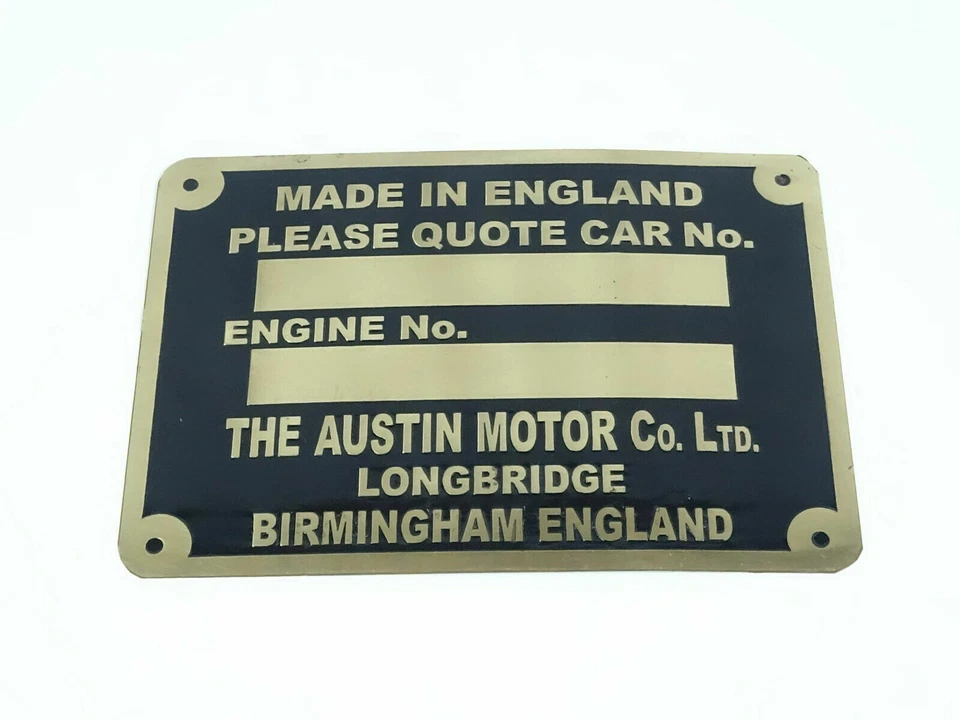 MADE IN ENGLAND
PLEASE QUOTE CAR No.
ENGINE No.
THE AUSTIN MOTOR CO. LTD.
LONGBRIDGE
BIRMINGHAM ENGLAND